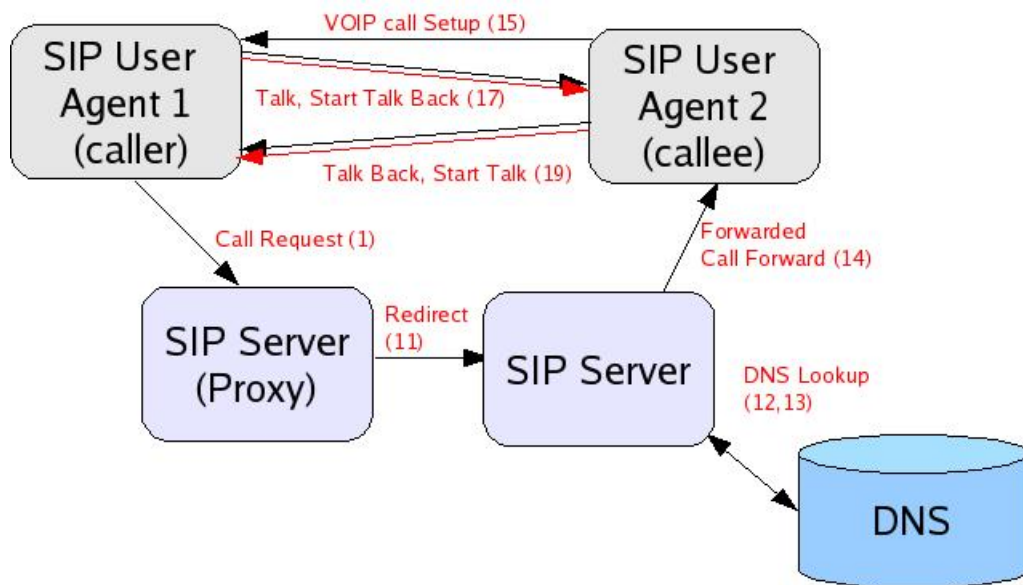 VOIP call Setup (15)
SIP User
Agent 1
(caller)
SIP User
Agent 2
(callee)
Talk, Start Talk Back (17)
Talk Back, Start Talk (19)
Call Request (1)
Forwarded
Call Forward (14)
SIP Server
(Proxy)
Redirect
(11)
SIP Server
DNS Lookup
(12,13)
DNS